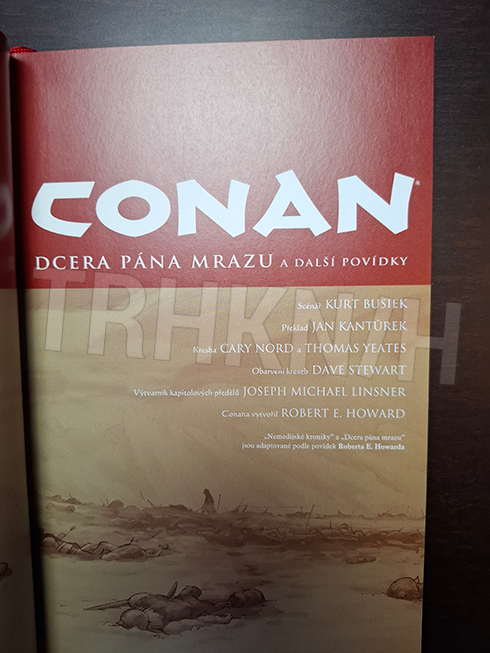 CONAN®
DCERA PÁNA MRAZU A DALŠÍ POVÍDKY
TRHKNIH
Scénář KURT BUSIEK
Překlad JAN KANTŮREK
Kresba CARY NORD a THOMAS YEATES
Obarvení kreseb DAVE STEWART
Výtvarník kapitolových předělů JOSEPH MICHAEL LINSNER
Conana vytvořil ROBERT E. HOWARD
„Nemedijské kroniky" a „Dcera pána mrazu"
jsou adaptované podle povídek Roberta E. Howarda